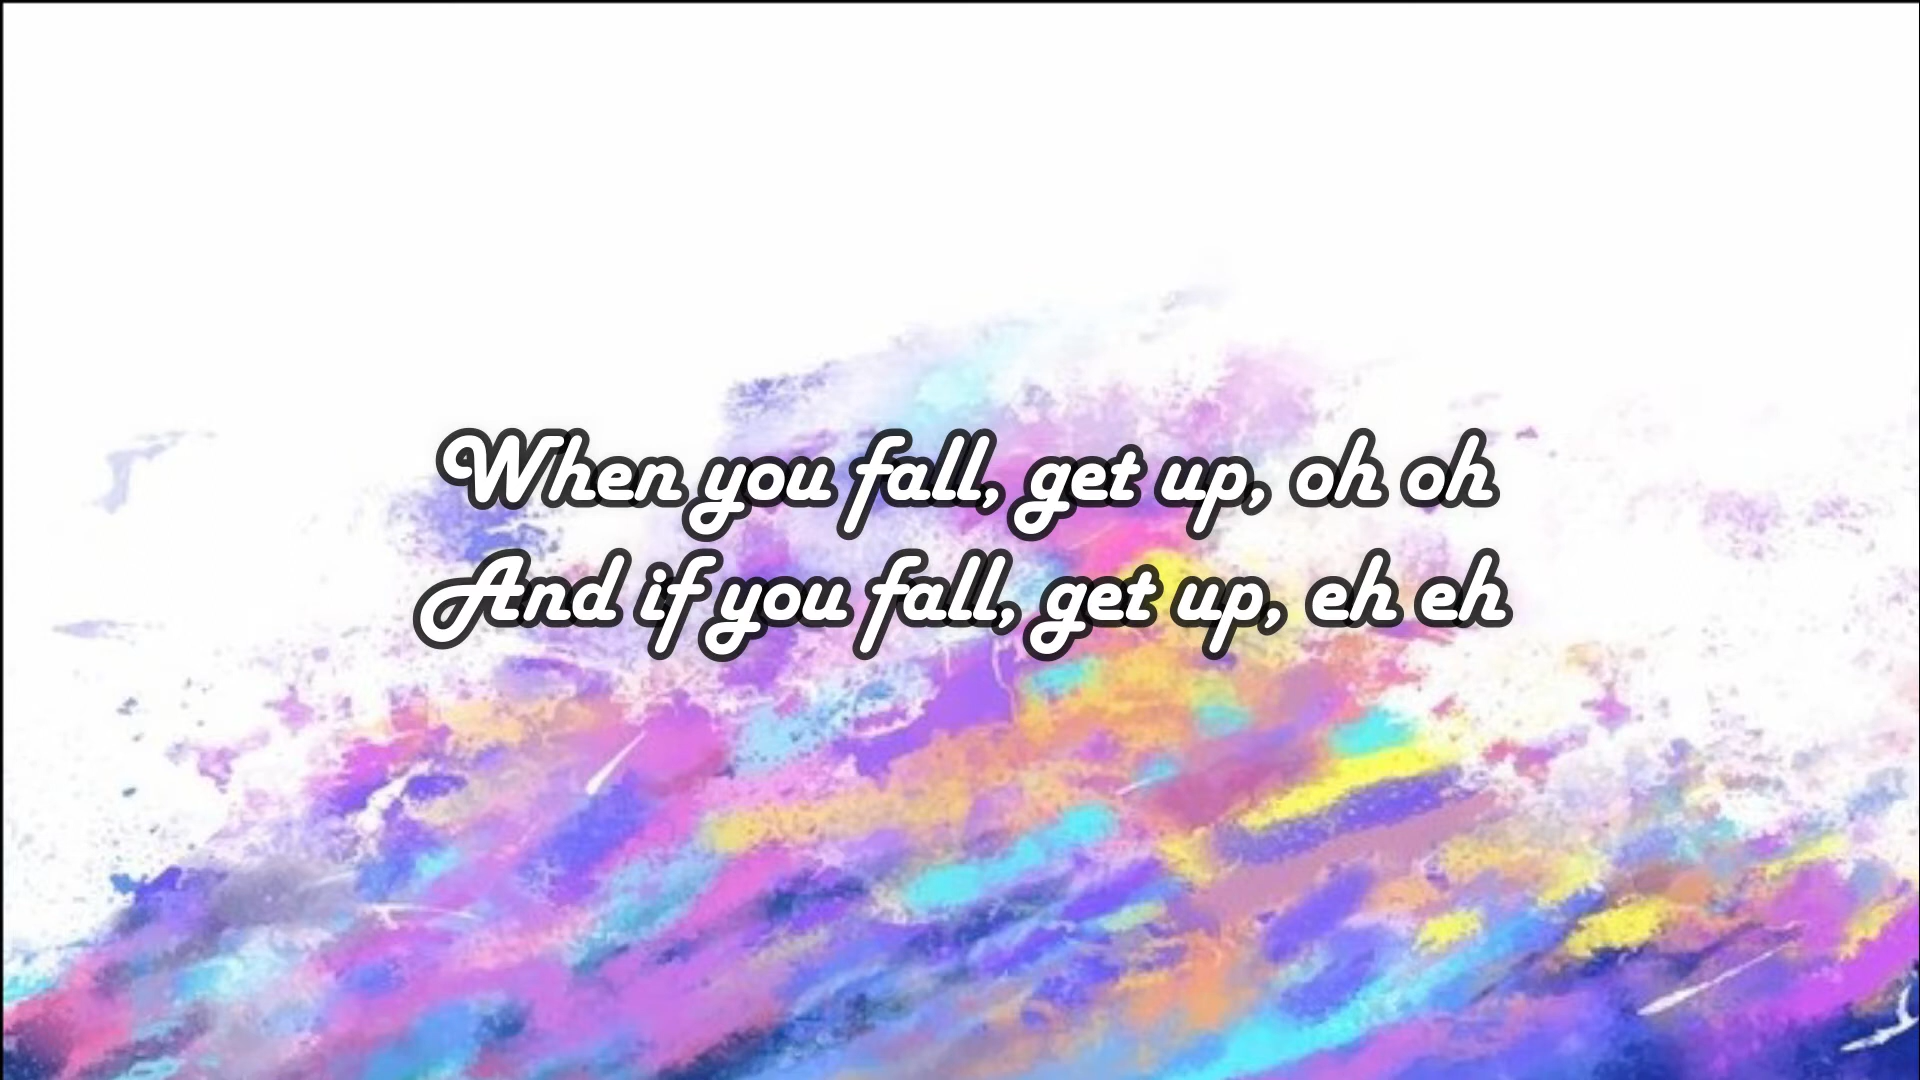 When you fall, get up, oh oh
And if you fall, get up, eh eh